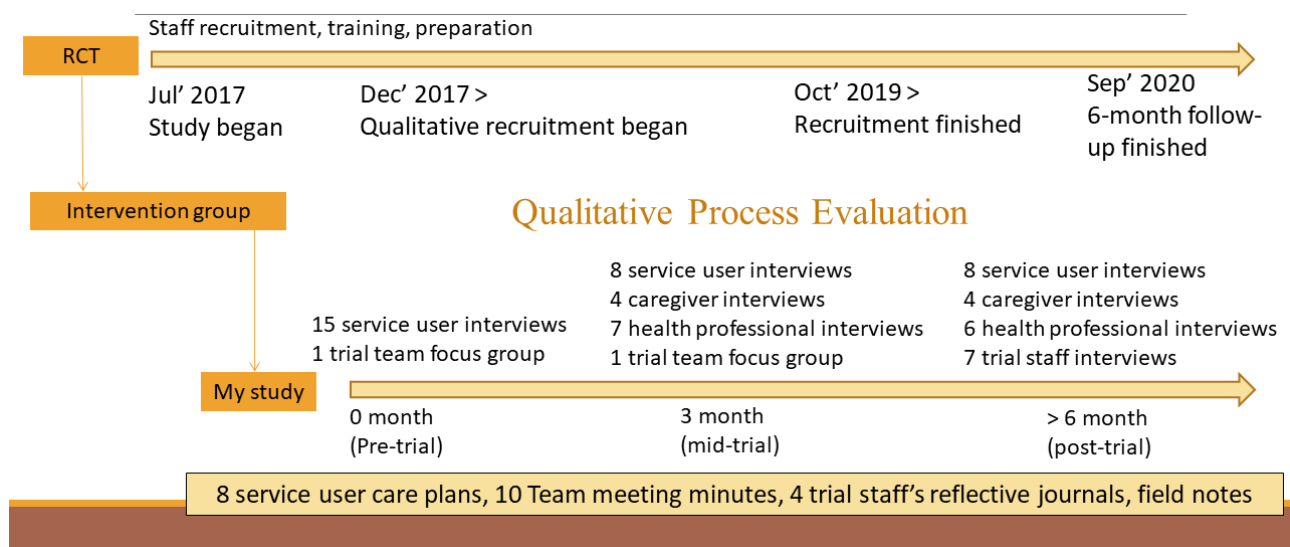 Staff recruitment, training, preparation
RCT
Jul’ 2017
Study began
Dec’ 2017 >
Qualitative recruitment began
Oct’ 2019 >
Recruitment finished
Sep’ 2020
6-month follow-
up finished
Intervention group
Qualitative Process Evaluation
15 service user interviews
1 trial team focus group
8 service user interviews
4 caregiver interviews
7 health professional interviews
1 trial team focus group
8 service user interviews
4 caregiver interviews
6 health professional interviews
7 trial staff interviews
My study
0 month
(Pre-trial)
3 month
(mid-trial)
> 6 month
(post-trial)
8 service user care plans, 10 Team meeting minutes, 4 trial staff’s reflective journals, field notes